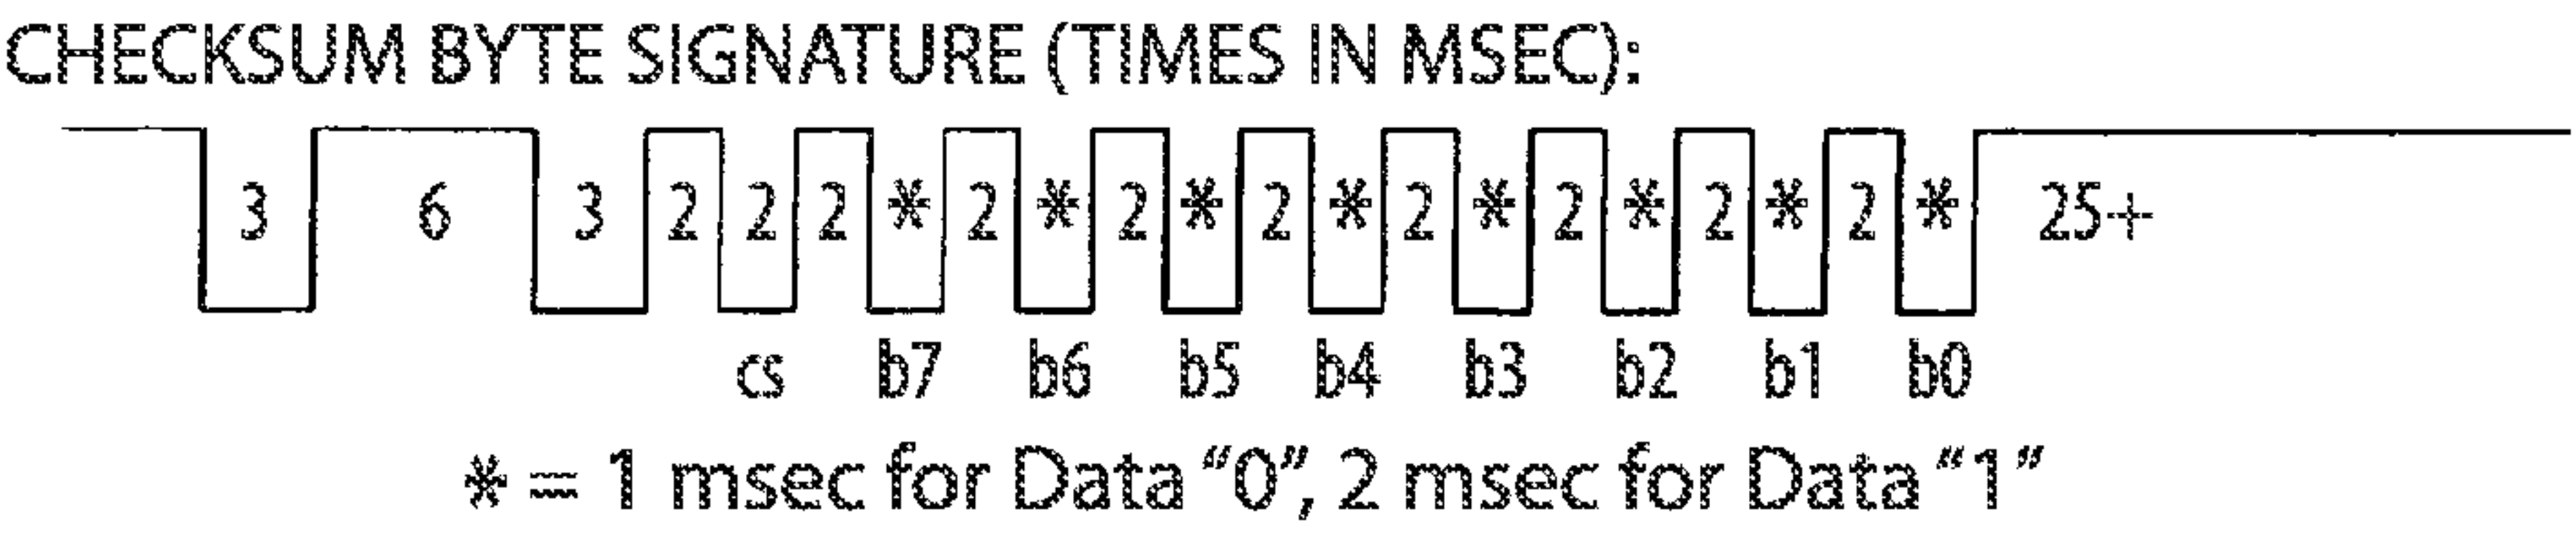 CHECKSUM BYTE SIGNATURE (TIMES IN MSEC):
3 6 3 2 2 2 * 2 * 2 * 2 * 2 * 2 * 2 * 2 * 25+
cs b7 b6 b5 b4 b3 b2 b1 b0
* = 1 msec for Data "0", 2 msec for Data "1"